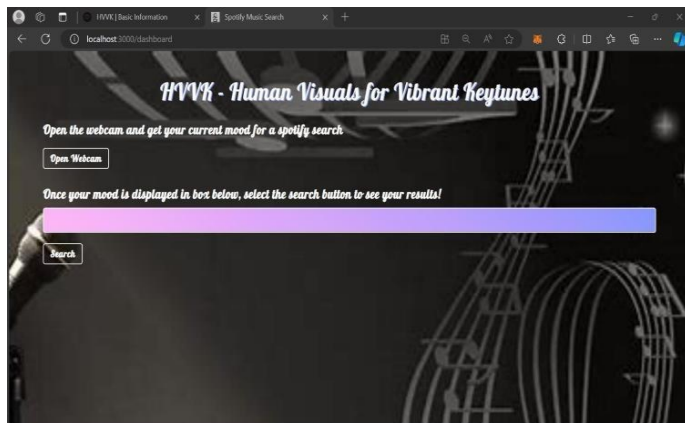 HVVK | Basic Information
Spotify Music Search
localhost:3000/dashboard
HVVK - Human Visuals for Vibrant Keytunes
Open the webcam and get your current mood for a spotify search
Open Webcam
Once your mood is displayed in box below, select the search button to see your results!
Search